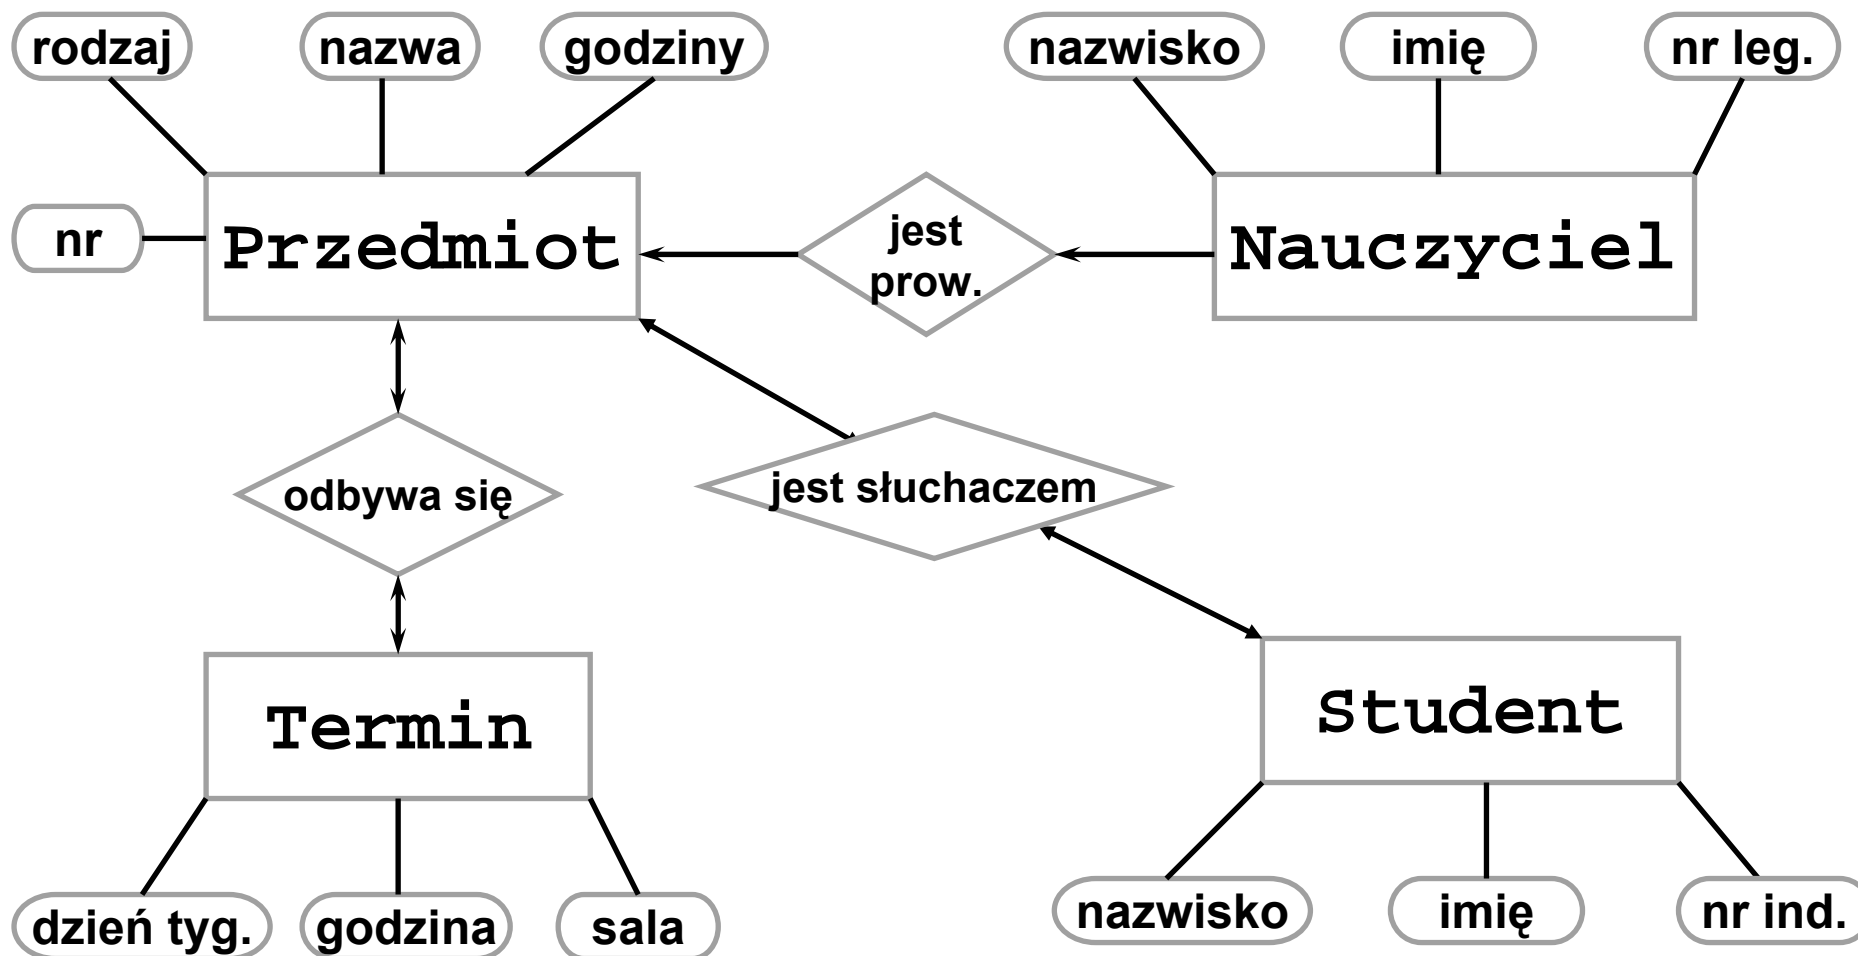 rodzaj
nazwa
godziny
nazwisko
imię
nr leg.
nr
Przedmiot
jest
prow.
Nauczyciel
odbywa się
jest słuchaczem
Termin
Student
dzień tyg.
godzina
sala
nazwisko
imię
nr ind.